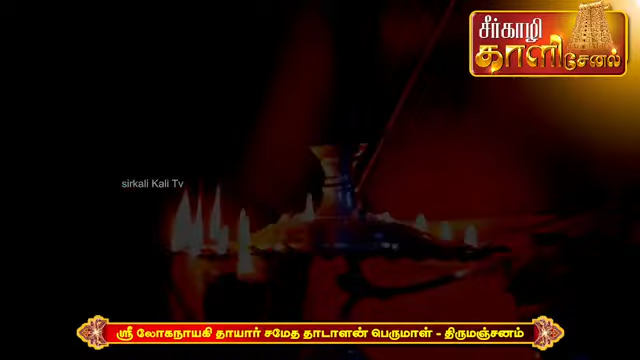 சீர்காழி
காளி சேனல்
sirkali Kali Tv
ஸ்ரீ லோகநாயகி தாயார் சமேத தாடாளன் பெருமாள் - திருமஞ்சனம்